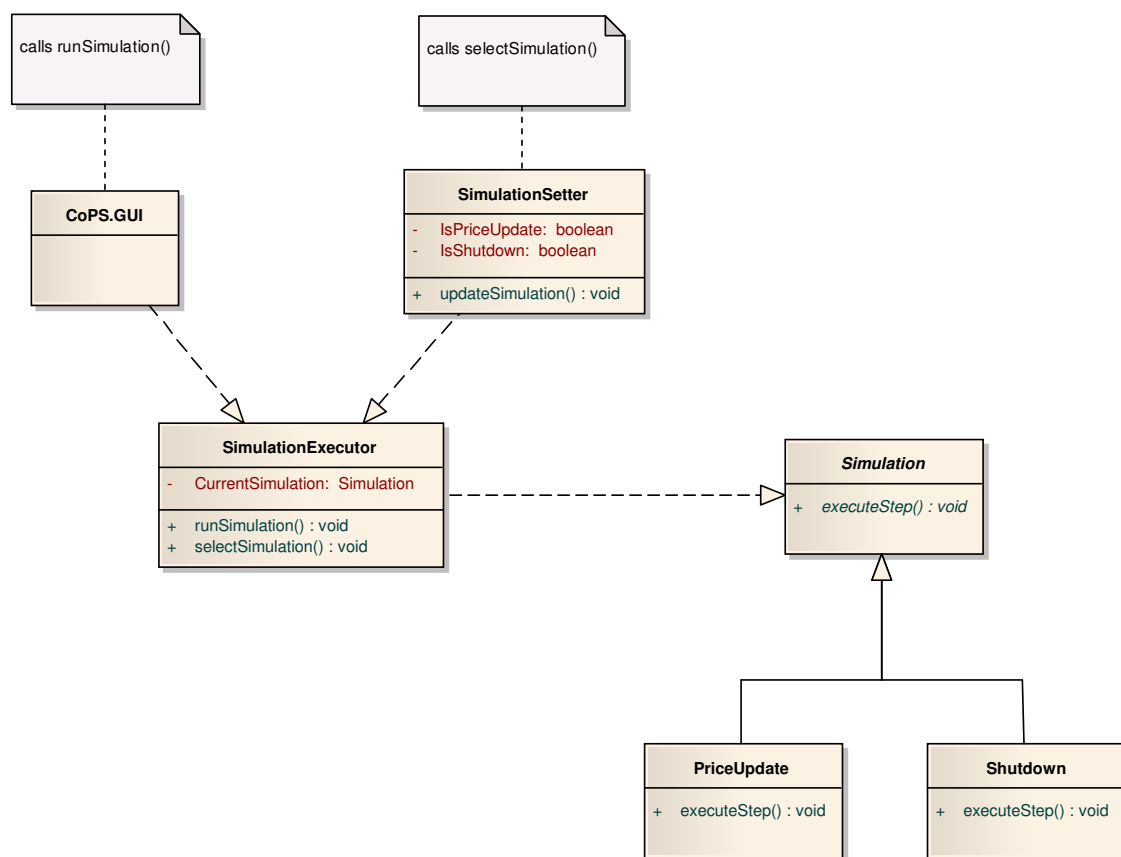 calls runSimulation()
calls selectSimulation()
CoPS.GUI
SimulationSetter
- IsPriceUpdate: boolean
- IsShutdown: boolean
+ updateSimulation() : void
SimulationExecutor
- CurrentSimulation: Simulation
+ runSimulation() : void
+ selectSimulation() : void
Simulation
+ executeStep() : void
PriceUpdate
+ executeStep() : void
Shutdown
+ executeStep() : void